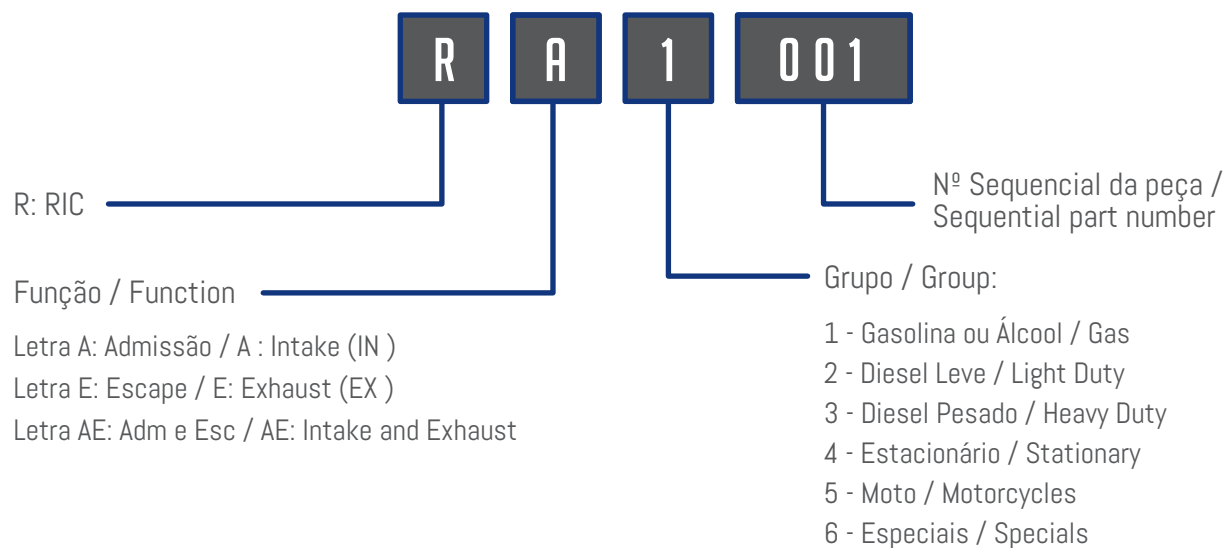 R A 1 001
R: RIC
Função / Function
Letra A: Admissão / A : Intake (IN )
Letra E: Escape / E: Exhaust (EX )
Letra AE: Adm e Esc / AE: Intake and Exhaust
Nº Sequencial da peça /
Sequential part number
Grupo / Group:
1 - Gasolina ou Álcool / Gas
2 - Diesel Leve / Light Duty
3 - Diesel Pesado / Heavy Duty
4 - Estacionário / Stationary
5 - Moto / Motorcycles
6 - Especiais / Specials